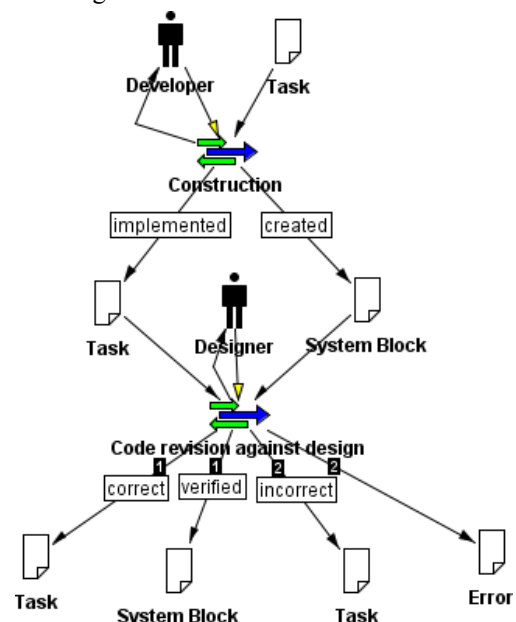 Developer
Task
Construction
implemented
created
Task
Designer
System Block
Code revision against design
1
1
2
2
correct
verified
incorrect
Task
System Block
Task
Error